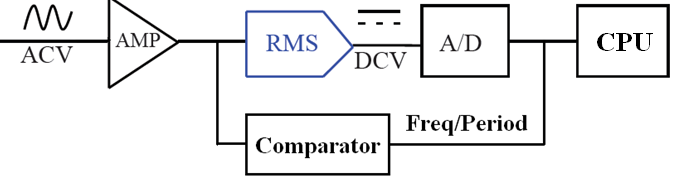 ACV
AMP
RMS
DCV
A/D
CPU
Comparator
Freq/Period